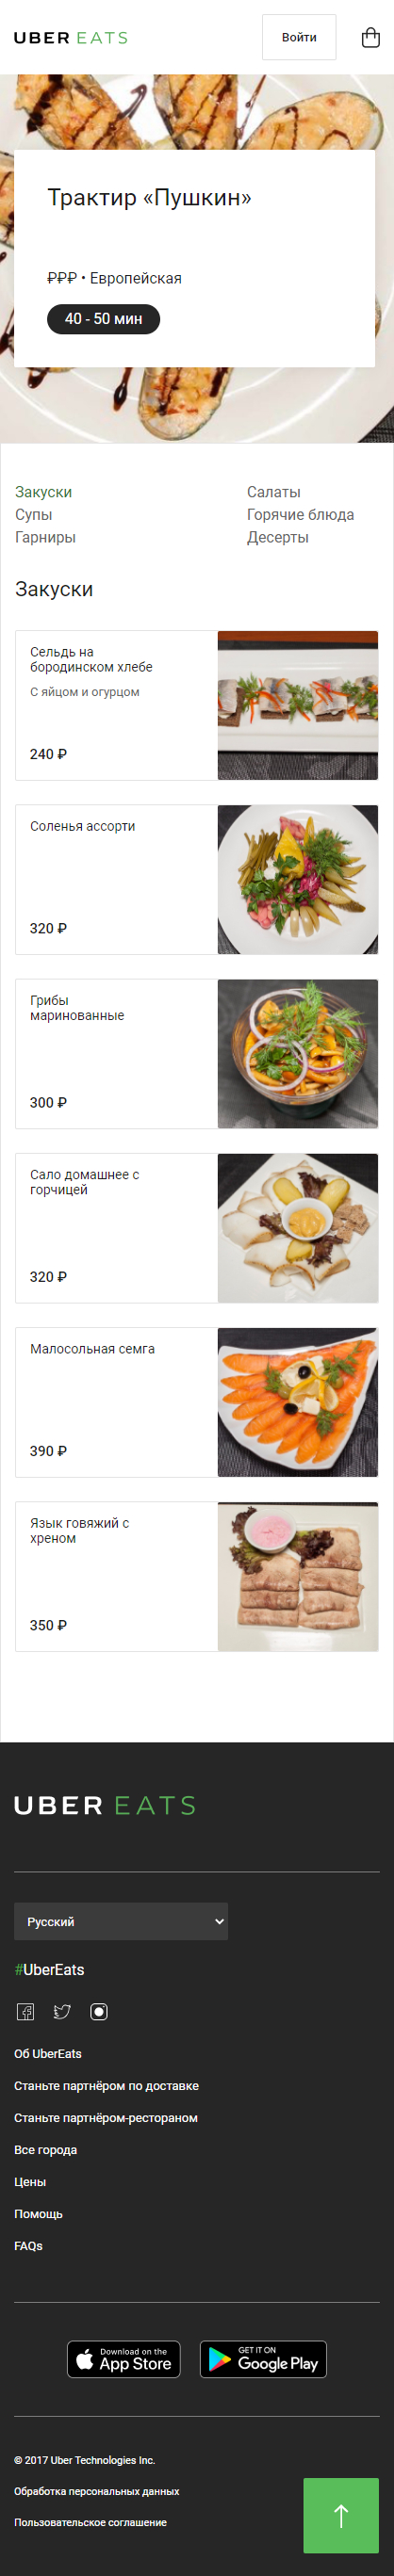 UBER EATS
Войти
Трактир «Пушкин»
₽₽₽ • Европейская
40 - 50 мин
Закуски
Салаты
Супы
Горячие блюда
Гарниры
Десерты
Закуски
Сельдь на
бородинском хлебе
С яйцом и огурцом
240 ₽
Соленья ассорти
320 ₽
Грибы
маринованные
300 ₽
Сало домашнее с
горчицей
320 ₽
Малосольная семга
390 ₽
Язык говяжий с
хреном
350 ₽
UBER EATS
Русский
#UberEats
Об UberEats
Станьте партнёром по доставке
Станьте партнёром-рестораном
Все города
Цены
Помощь
FAQs
Download on the
App Store
GET IT ON
Google Play
© 2017 Uber Technologies Inc.
Обработка персональных данных
Пользовательское соглашение